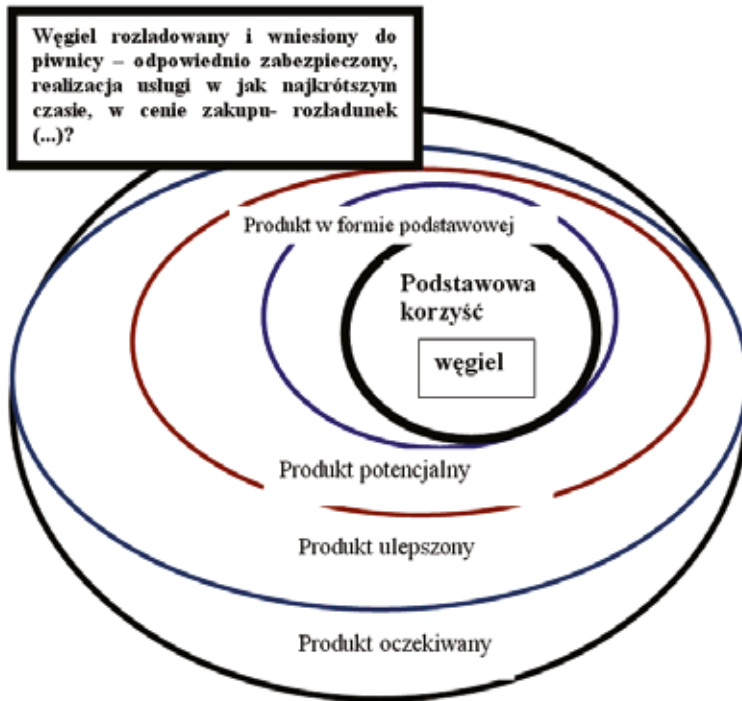 Węgiel rozladowany i wniesiony do
piwnicy – odpowiednio zabezpieczony,
realizacja usługi w jak najkrótszym
czasie, w cenie zakupu- rozładunek
(...)?
Produkt w formie podstawowej
Podstawowa
korzyść
węgiel
Produkt potencjalny
Produkt ulepszony
Produkt oczekiwany